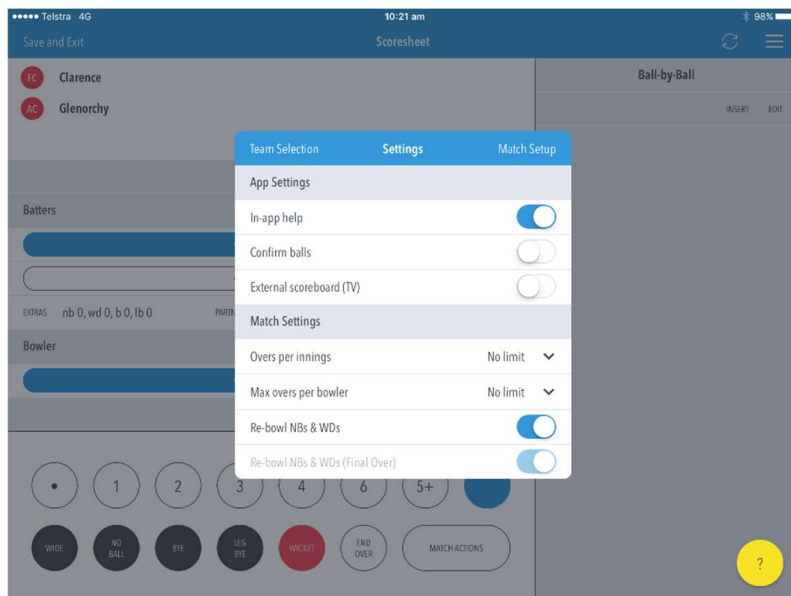 Telstra 4G 10:21 am 98%
Save and Exit Scoresheet
FC Clarence Ball-by-Ball
AC Glenorchy INSERT EDIT
Team Selection Settings Match Setup
App Settings
Batters
In-app help
Confirm balls
External scoreboard (TV)
EXTRAS nb 0, wd 0, b 0, lb 0
Match Settings
Bowler
Overs per innings No limit
Max overs per bowler No limit
Re-bowl NBs & WDs
Re-bowl NBs & WDs (Final Over)
1 2 3 4 6 5+
WIDE NO BALL BYE LEG BYE WICKET END OVER MATCH ACTIONS
?